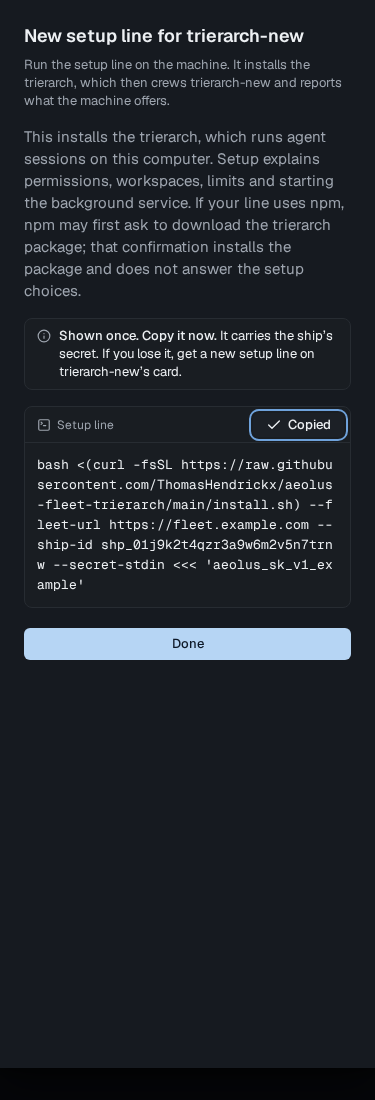 New setup line for trierarch-new
Run the setup line on the machine. It installs the
trierarch, which then crews trierarch-new and reports
what the machine offers.
This installs the trierarch, which runs agent
sessions on this computer. Setup explains
permissions, workspaces, limits and starting
the background service. If your line uses npm,
npm may first ask to download the trierarch
package; that confirmation installs the
package and does not answer the setup
choices.
Shown once. Copy it now. It carries the ship's
secret. If you lose it, get a new setup line on
trierarch-new's card.
Setup line
Copied
bash <(curl -fsSL https://raw.githubu
sercontent.com/ThomasHendrickx/aeolus
-fleet-trierarch/main/install.sh) --f
leet-url https://fleet.example.com --
ship-id shp_01j9k2t4qzr3a9w6m2v5n7trn
w --secret-stdin <<< 'aeolus_sk_v1_ex
ample'
Done